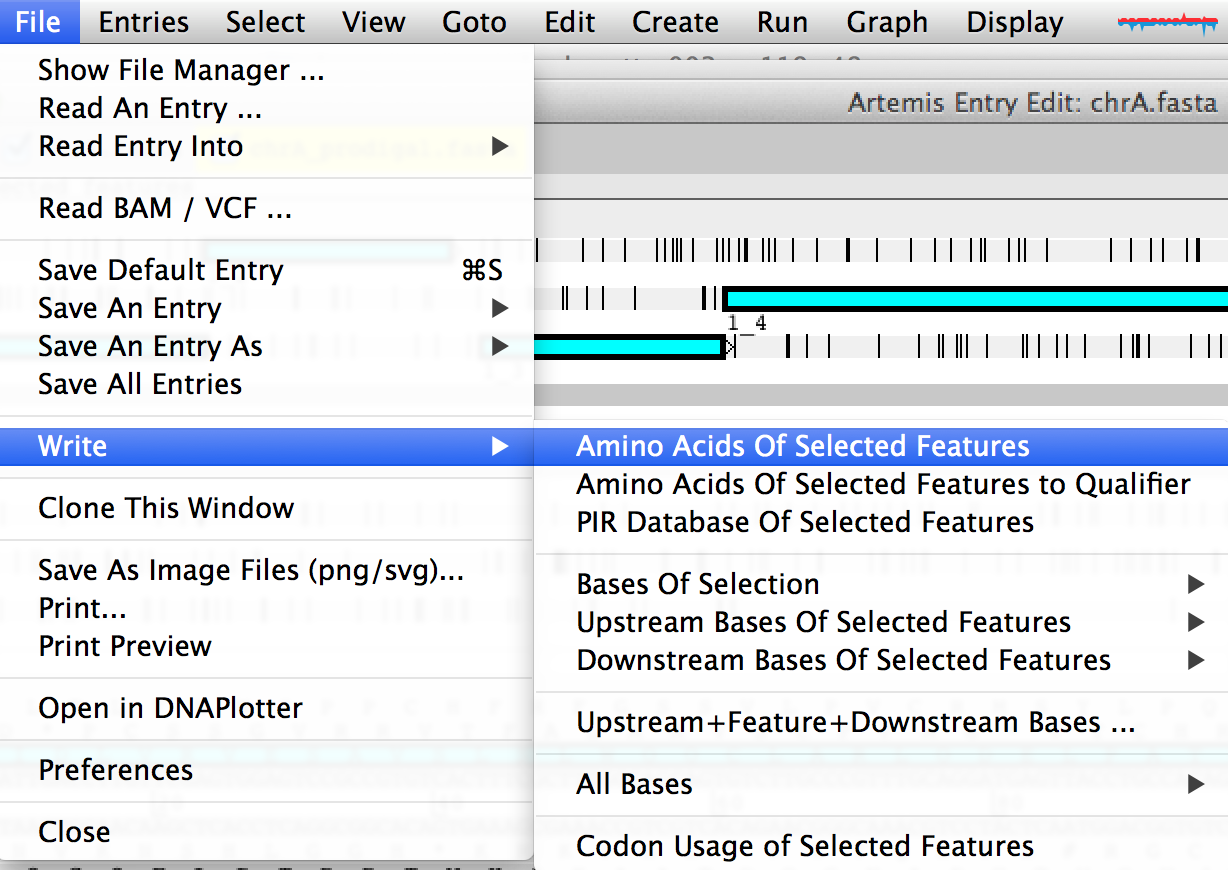 File Entries Select View Goto Edit Create Run Graph Display
Artemis Entry Edit: chrA.fasta
Show File Manager ...
Read An Entry ...
Read Entry Into
Read BAM / VCF ...
Save Default Entry ⌘S
Save An Entry
Save An Entry As
Save All Entries
1_4
Write
Clone This Window
Save As Image Files (png/svg)...
Print...
Print Preview
Open in DNAPlotter
Preferences
Close
Amino Acids Of Selected Features
Amino Acids Of Selected Features to Qualifier
PIR Database Of Selected Features
Bases Of Selection
Upstream Bases Of Selected Features
Downstream Bases Of Selected Features
Upstream+Feature+Downstream Bases ...
All Bases
Codon Usage of Selected Features